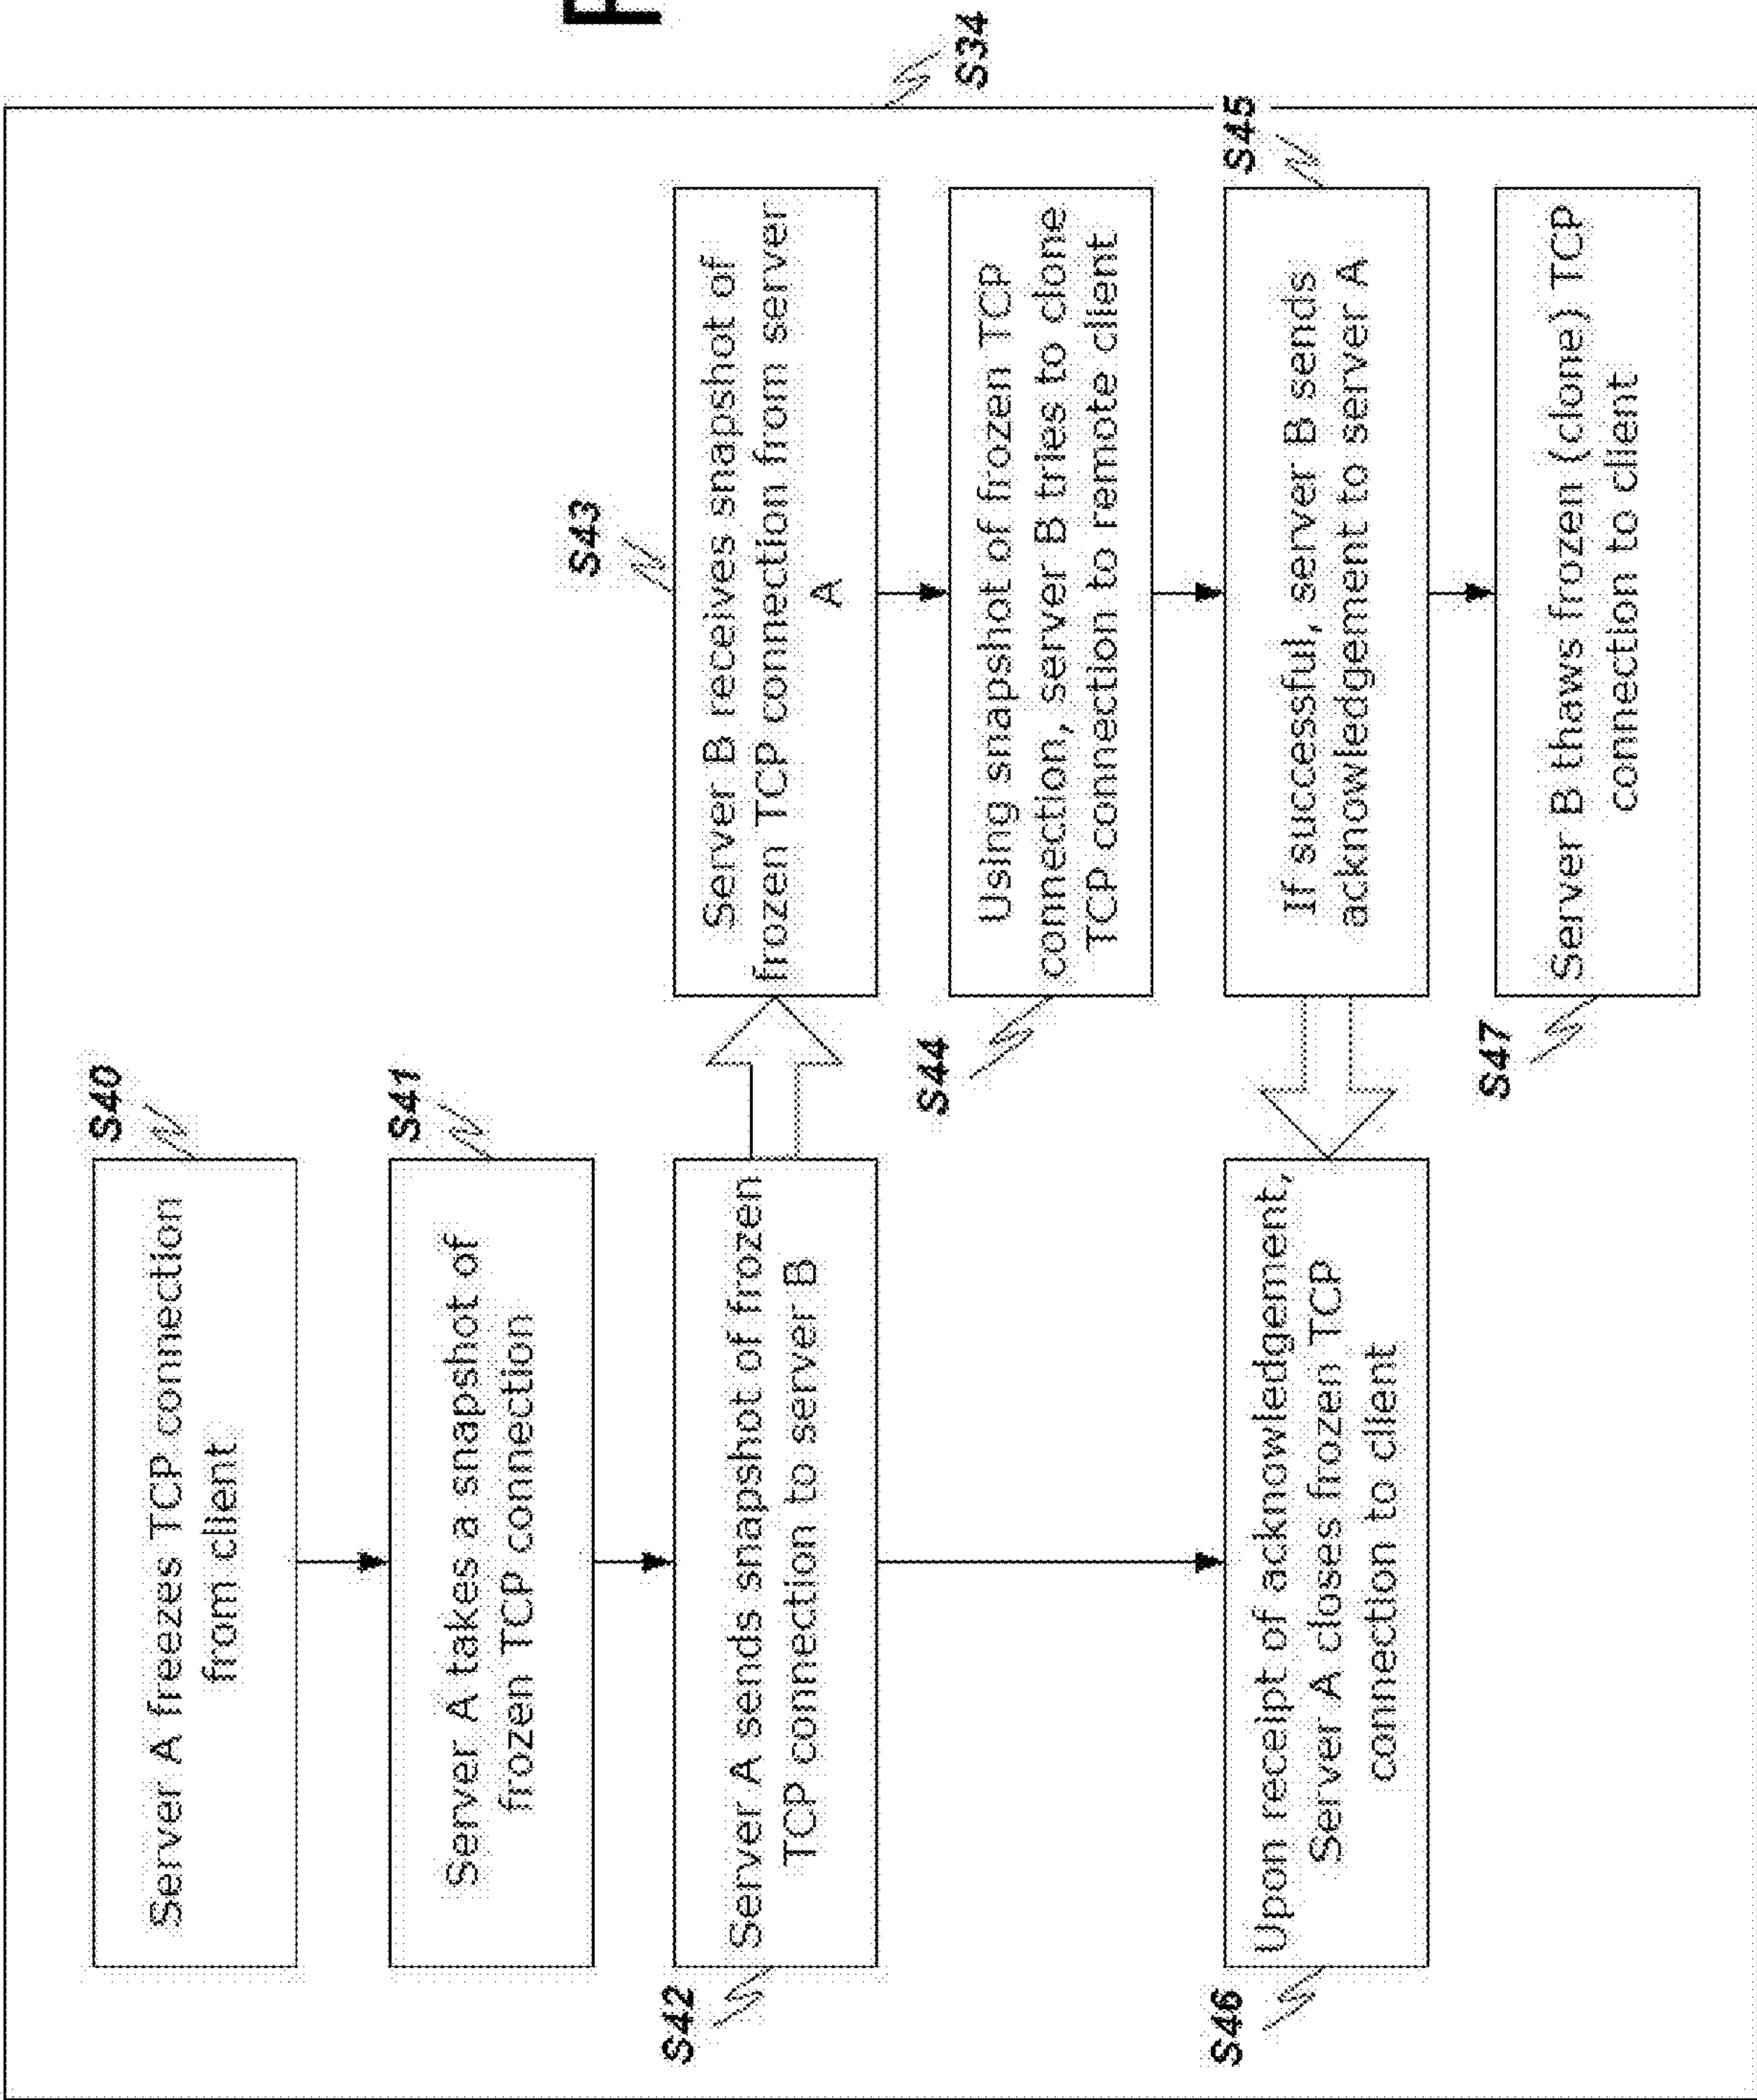 S40
Server A freezes TCP connection
from client
S41
Server A takes a snapshot of
frozen TCP connection
S42
Server A sends snapshot of frozen
TCP connection to server B
S43
Server B receives snapshot of
frozen TCP connection from server
A
S44
Using snapshot of frozen TCP
connection, server B tries to clone
TCP connection to remote client
S45
If successful, server B sends
acknowledgement to server A
S46
Upon receipt of acknowledgement,
Server A closes frozen TCP
connection to client
S47
Server B thaws frozen (clone) TCP
connection to client
S34